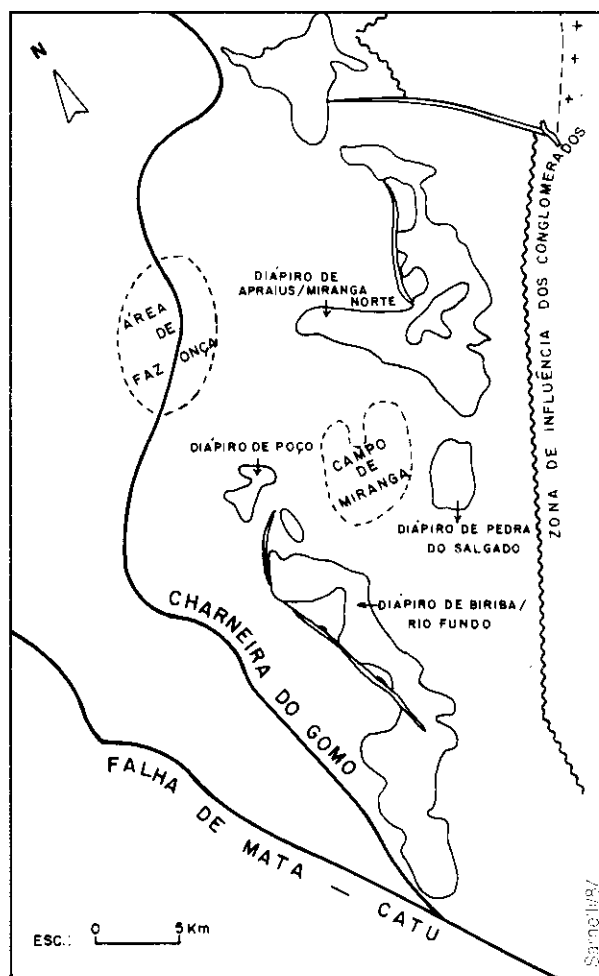 N
+
+
+
ZONA DE INFLUÊNCIA DOS CONGLOMERADOS
DIÁPIRO DE
APRAIUS/MIRANGA
NORTE
ÁREA
DE
FAZ ONÇA
DIÁPIRO DE POÇO
CAMPO
DE
MIRANGA
DIÁPIRO DE PEDRA
DO SALGADO
DIÁPIRO DE BIRIBA/
RIO FUNDO
CHARNEIRA DO GOMO
FALHA DE MATA — CATU
ESC.: 0 5 Km